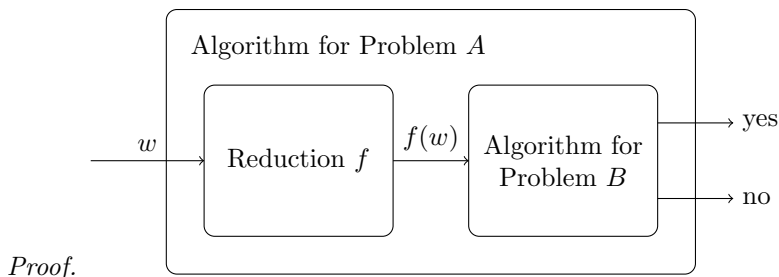 Algorithm for Problem A
w
Reduction f
f(w)
Algorithm for
Problem B
yes
no
Proof.